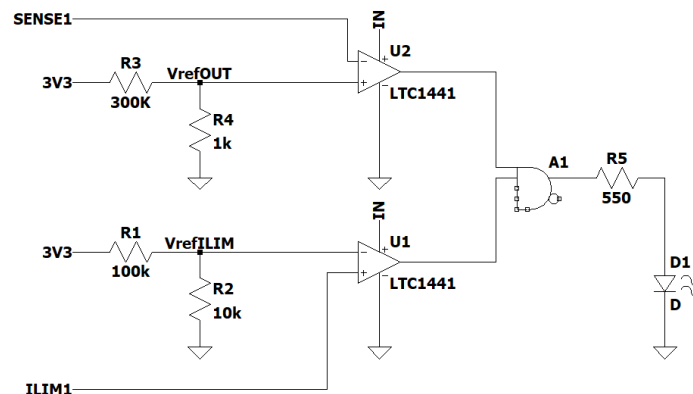 SENSE1
IN
U2
R3
VrefOUT
3V3
300K
LTC1441
R4
1k
A1
R5
550
IN
R1
VrefILIM
U1
3V3
100k
LTC1441
R2
10k
D1
D
ILIM1